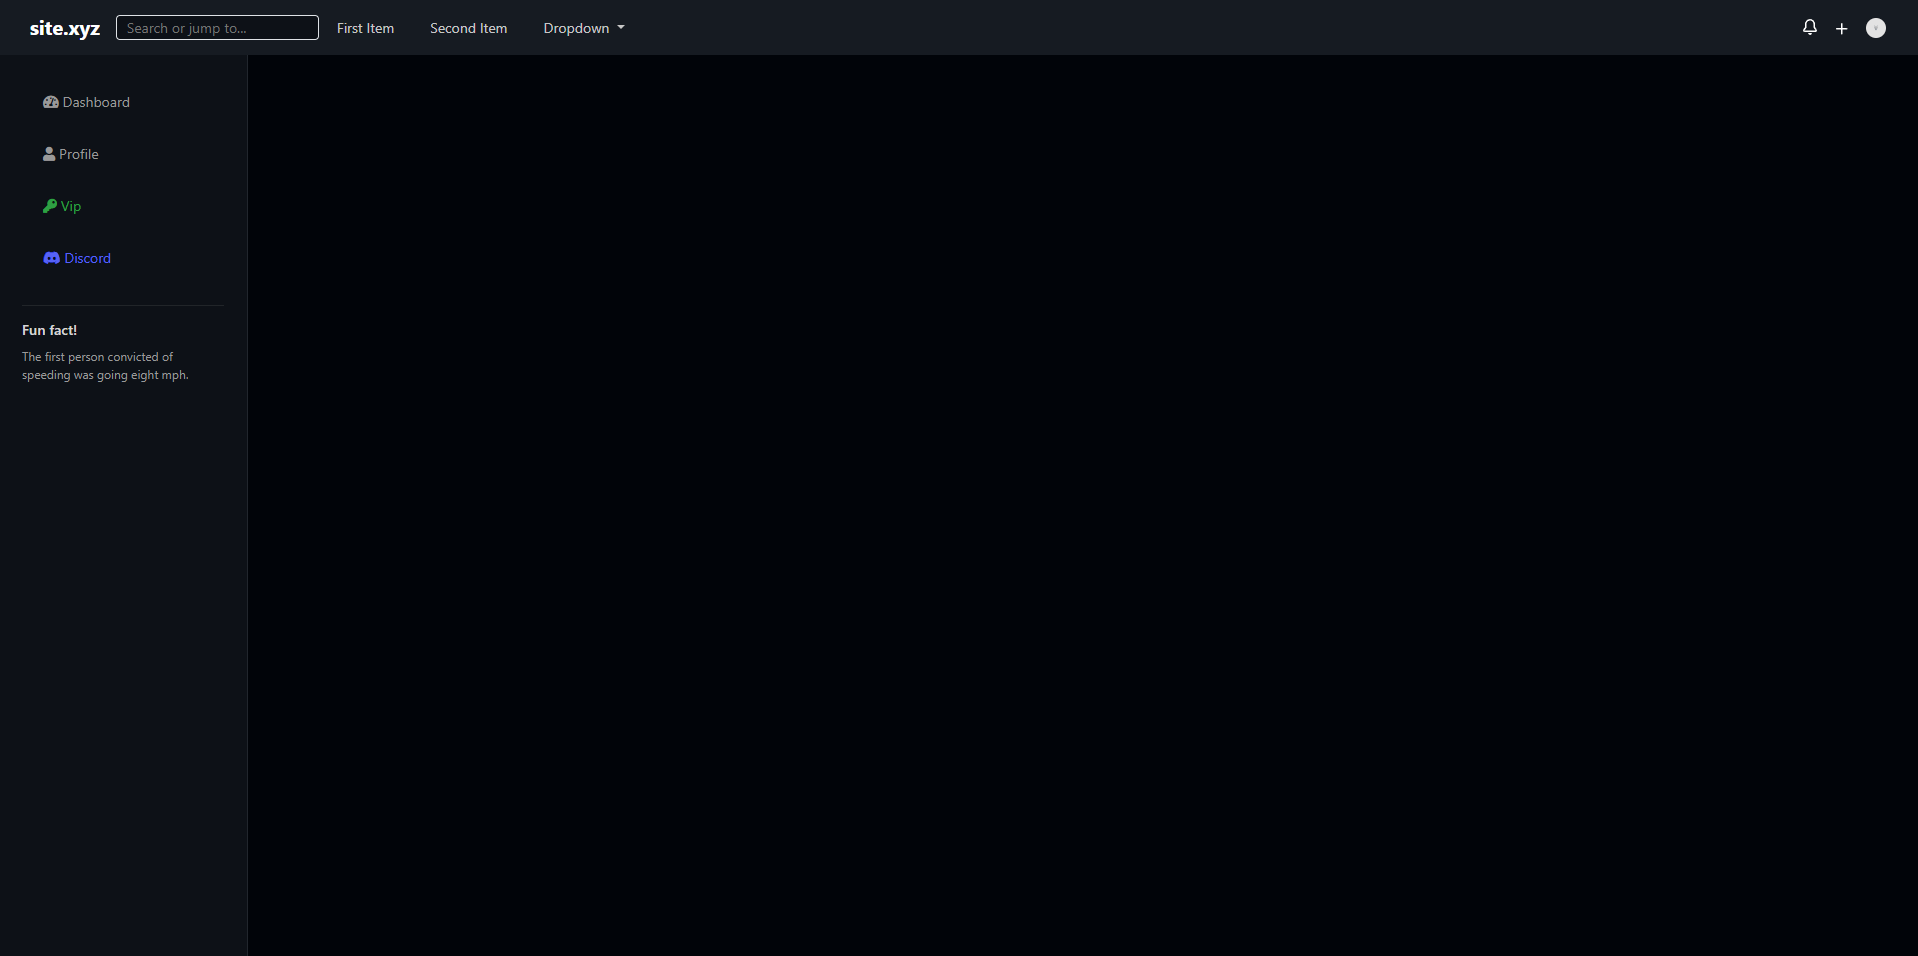 site.xyz
Search or jump to...
First Item
Second Item
Dropdown
Dashboard
Profile
Vip
Discord
Fun fact!
The first person convicted of
speeding was going eight mph.